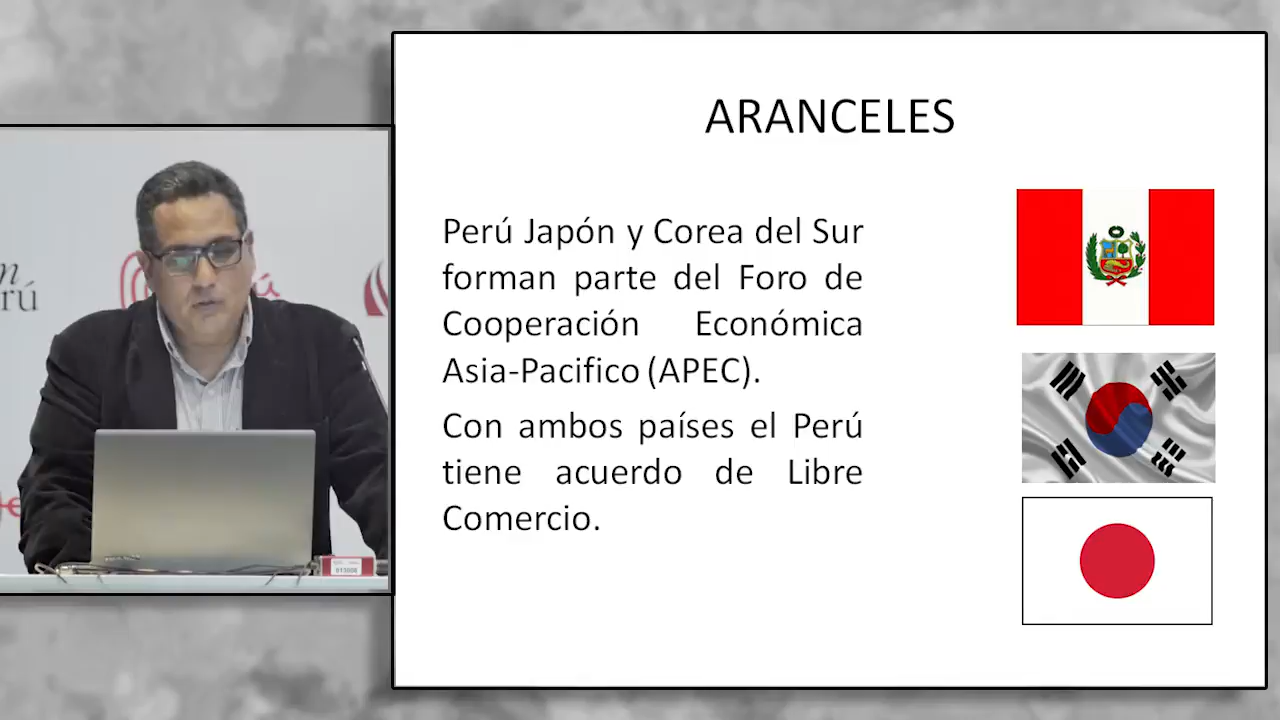 ARANCELES
Perú Japón y Corea del Sur
forman parte del Foro de
Cooperación Económica
Asia-Pacifico (APEC).
Con ambos países el Perú
tiene acuerdo de Libre
Comercio.